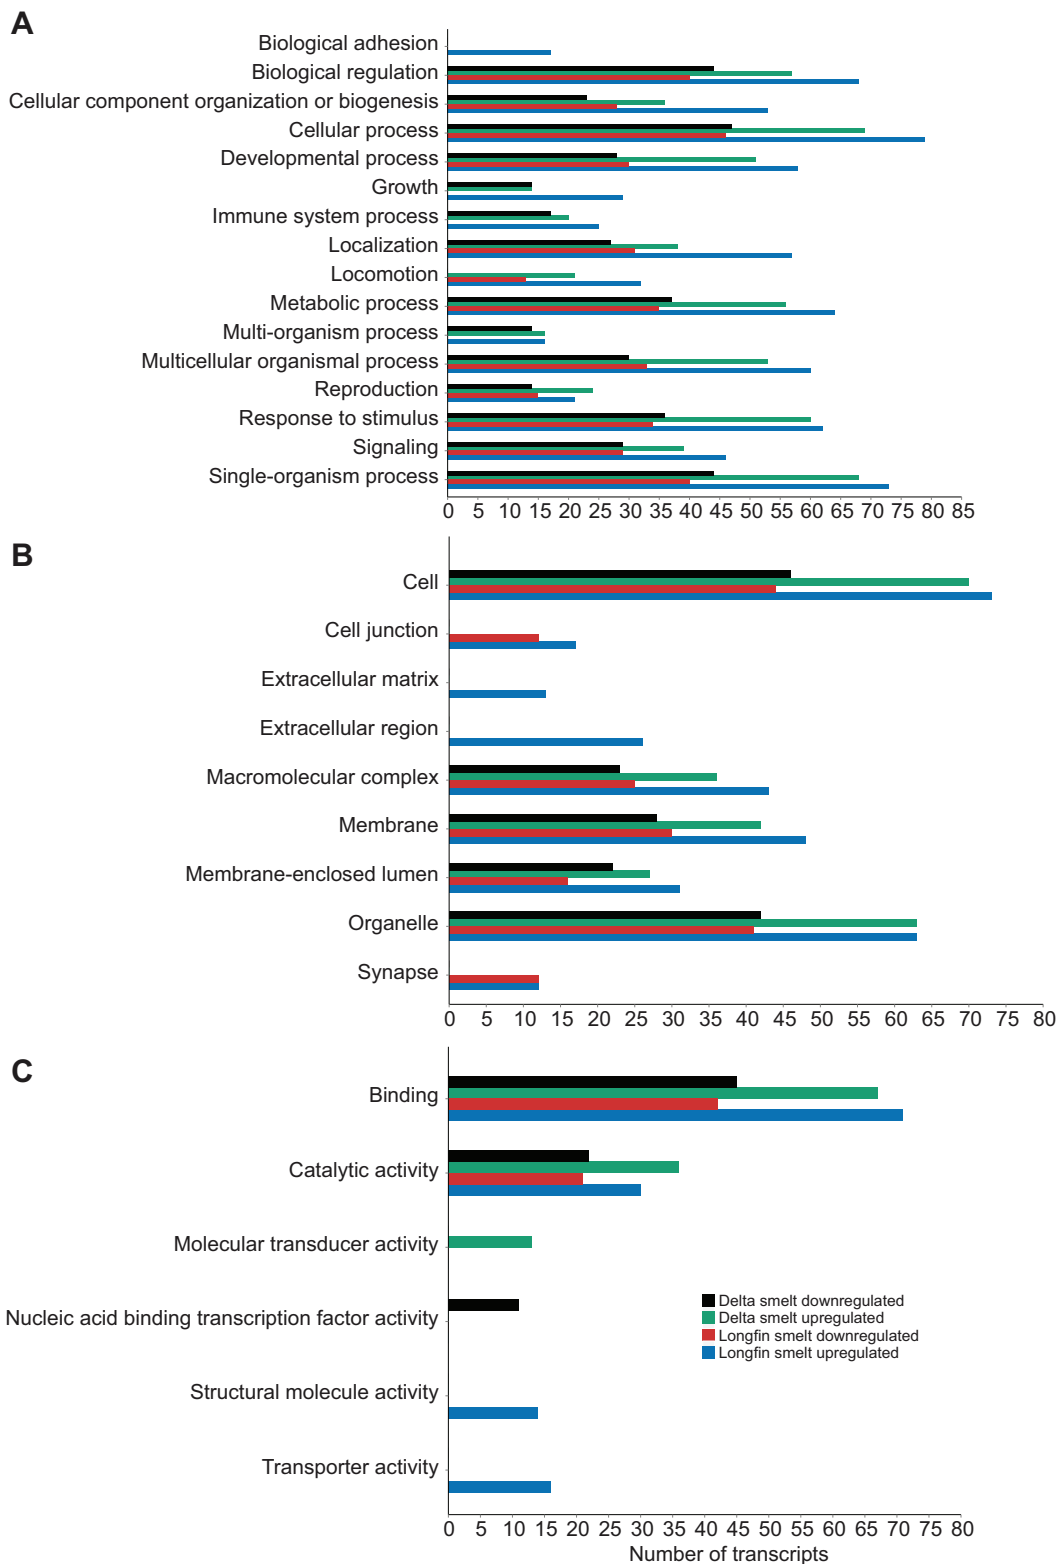 A
Biological adhesion
Biological regulation
Cellular component organization or biogenesis
Cellular process
Developmental process
Growth
Immune system process
Localization
Locomotion
Metabolic process
Multi-organism process
Multicellular organismal process
Reproduction
Response to stimulus
Signaling
Single-organism process
0 5 10 15 20 25 30 35 40 45 50 55 60 65 70 75 80 85
B
Cell
Cell junction
Extracellular matrix
Extracellular region
Macromolecular complex
Membrane
Membrane-enclosed lumen
Organelle
Synapse
0 5 10 15 20 25 30 35 40 45 50 55 60 65 70 75 80
C
Binding
Catalytic activity
Molecular transducer activity
Nucleic acid binding transcription factor activity
Structural molecule activity
Transporter activity
Delta smelt downregulated
Delta smelt upregulated
Longfin smelt downregulated
Longfin smelt upregulated
0 5 10 15 20 25 30 35 40 45 50 55 60 65 70 75 80
Number of transcripts